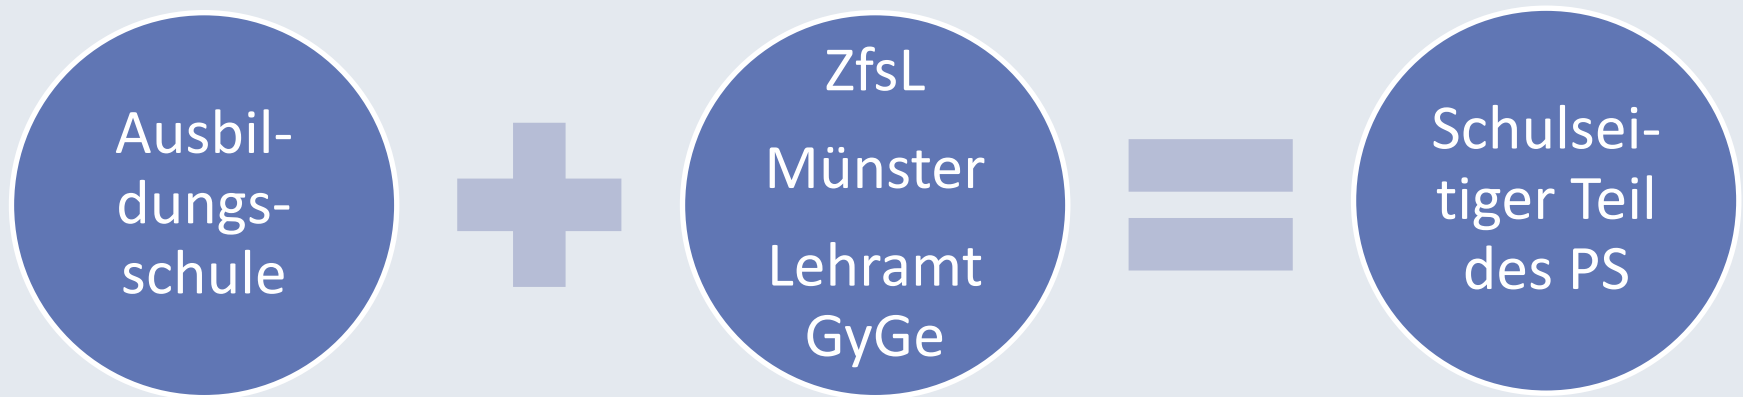 Ausbil-
dungs-
schule
ZfsL
Münster
Lehramt
GyGe
Schulsei-
tiger Teil
des PS